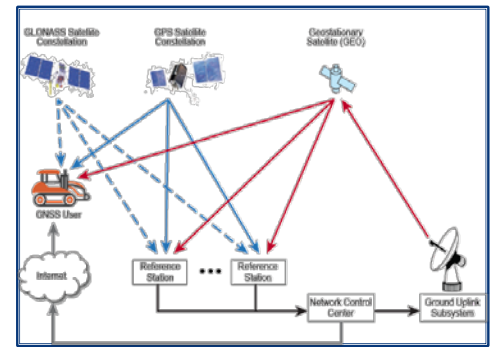 GLONASS Satellite
Constellation
GPS Satellite
Constellation
Geostationary
Satellite (GEO)
GNSS User
Internet
Reference
Station
Reference
Station
Network Control
Center
Ground Uplink
Subsystem